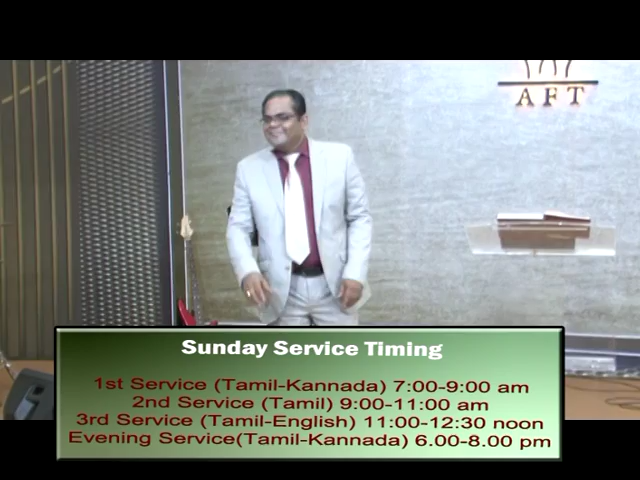 AFT
Sunday Service Timing
1st Service (Tamil-Kannada) 7:00-9:00 am
2nd Service (Tamil) 9:00-11:00 am
3rd Service (Tamil-English) 11:00-12:30 noon
Evening Service(Tamil-Kannada) 6.00-8.00 pm